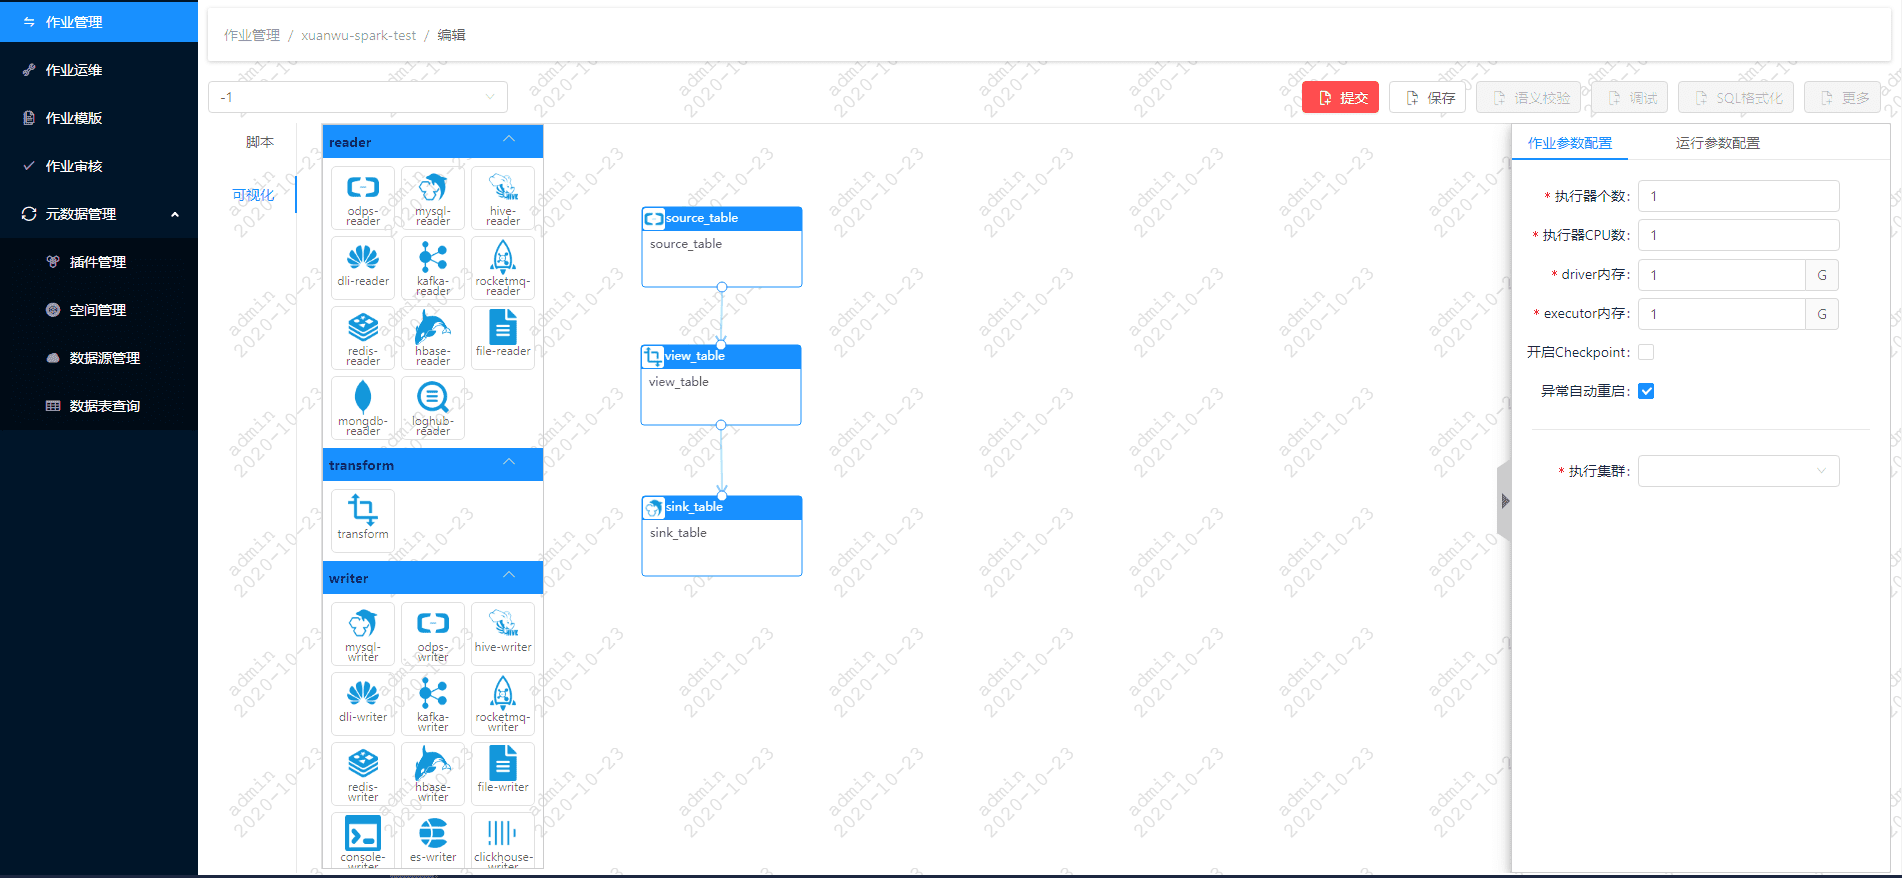 作业管理
作业运维
作业模版
作业审核
元数据管理
插件管理
空间管理
数据源管理
数据表查询
作业管理 / xuanwu-spark-test / 编辑
-1
提交
保存
语义校验
调试
SQL格式化
更多
脚本
可视化
reader
odps-
reader
mysql-
reader
hive-
reader
dli-reader
kafka-
reader
rocketmq-
reader
redis-
reader
hbase-
reader
file-reader
mongdb-
reader
loghub-
reader
transform
transform
writer
mysql-
writer
odps-
writer
hive-writer
dli-writer
kafka-
writer
rocketmq-
writer
redis-
writer
hbase-
writer
file-writer
console-
writer
es-writer
clickhouse-
writer
source_table
source_table
view_table
view_table
sink_table
sink_table
作业参数配置
运行参数配置
* 执行器个数: 1
* 执行器CPU数: 1
* driver内存: 1 G
* executor内存: 1 G
开启Checkpoint:
异常自动重启:
* 执行集群:
admin
2020-10-23